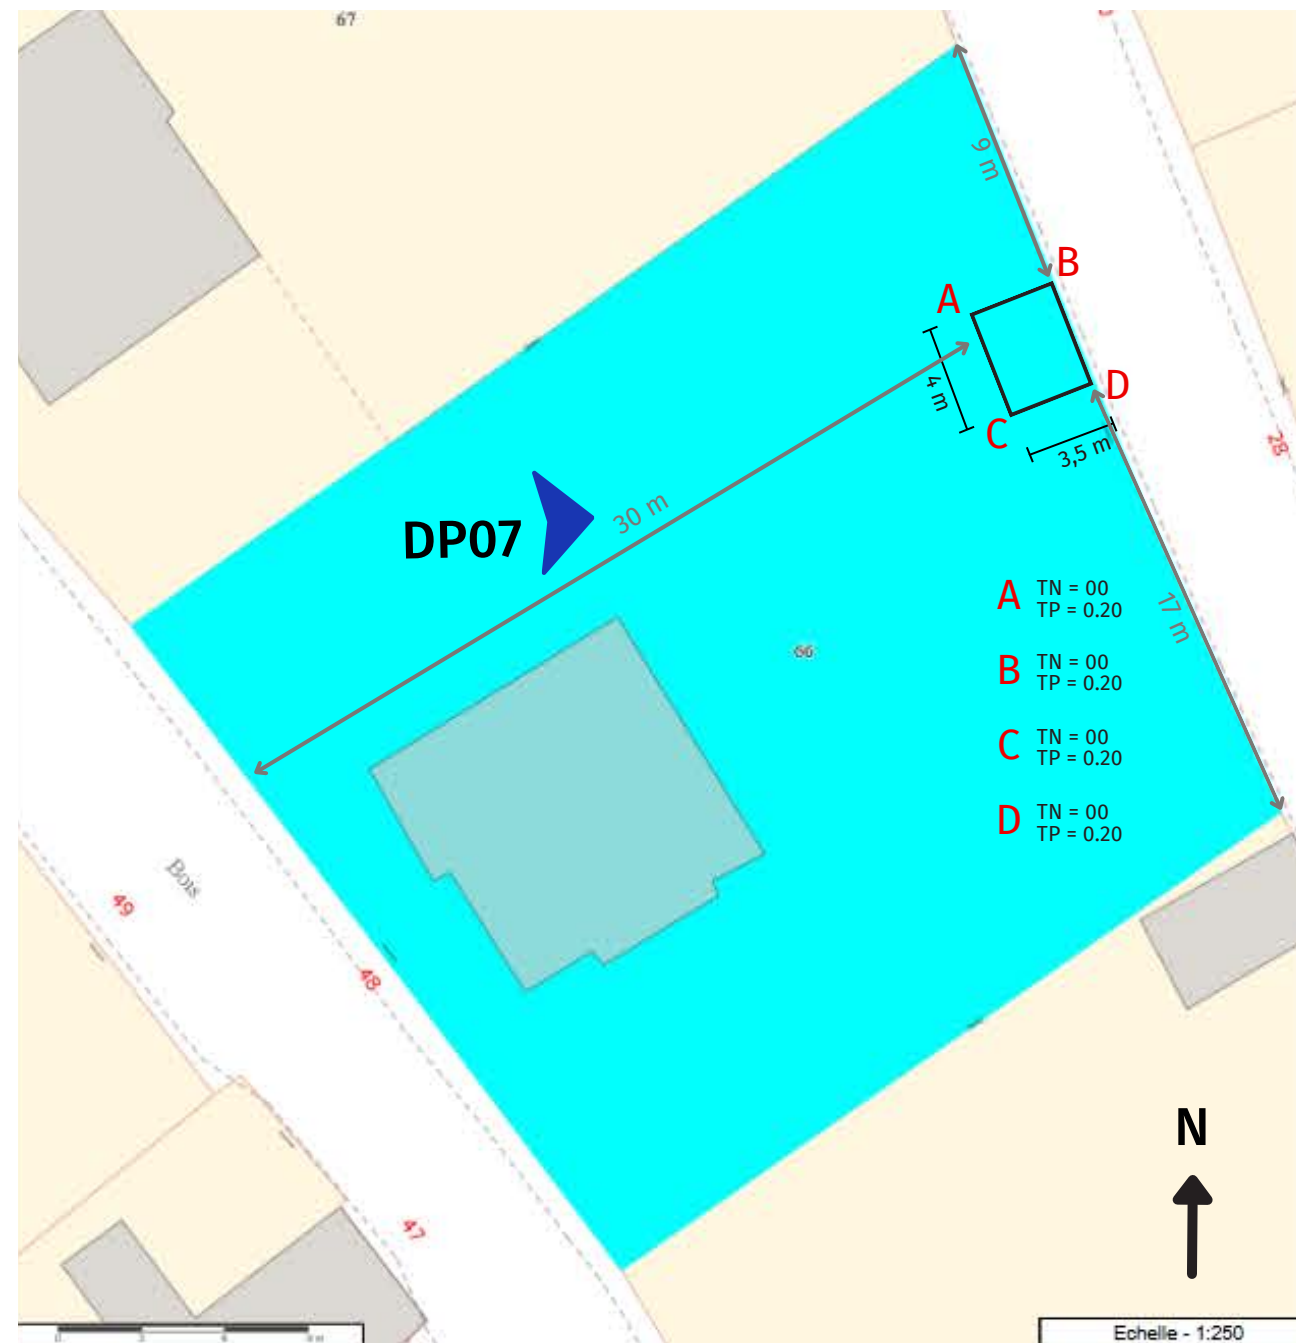 67
9 m
B
A
4 m
D
C
3,5 m
28
DP07
30 m
A TN = 00
TP = 0.20
17 m
B TN = 00
TP = 0.20
66
C TN = 00
TP = 0.20
D TN = 00
TP = 0.20
Bois
49
48
N
47
Echelle - 1:250